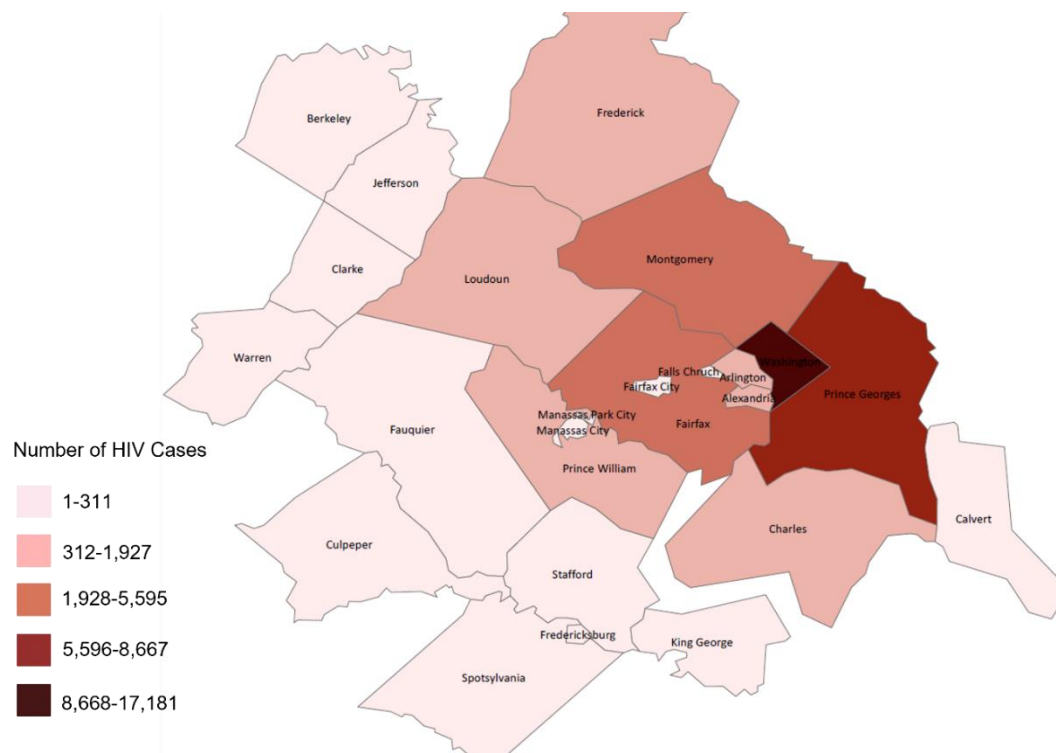 Frederick
Berkeley
Jefferson
Montgomery
Clarke
Loudoun
Warren
Washington
Falls Chruch
Arlington
Fairfax City
Alexandria
Prince Georges
Manassas Park City
Fauquier
Manassas City
Fairfax
Prince William
Number of HIV Cases
1-311
312-1,927
1,928-5,595
5,596-8,667
8,668-17,181
Charles
Calvert
Culpeper
Stafford
Fredericksburg
King George
Spotsylvania